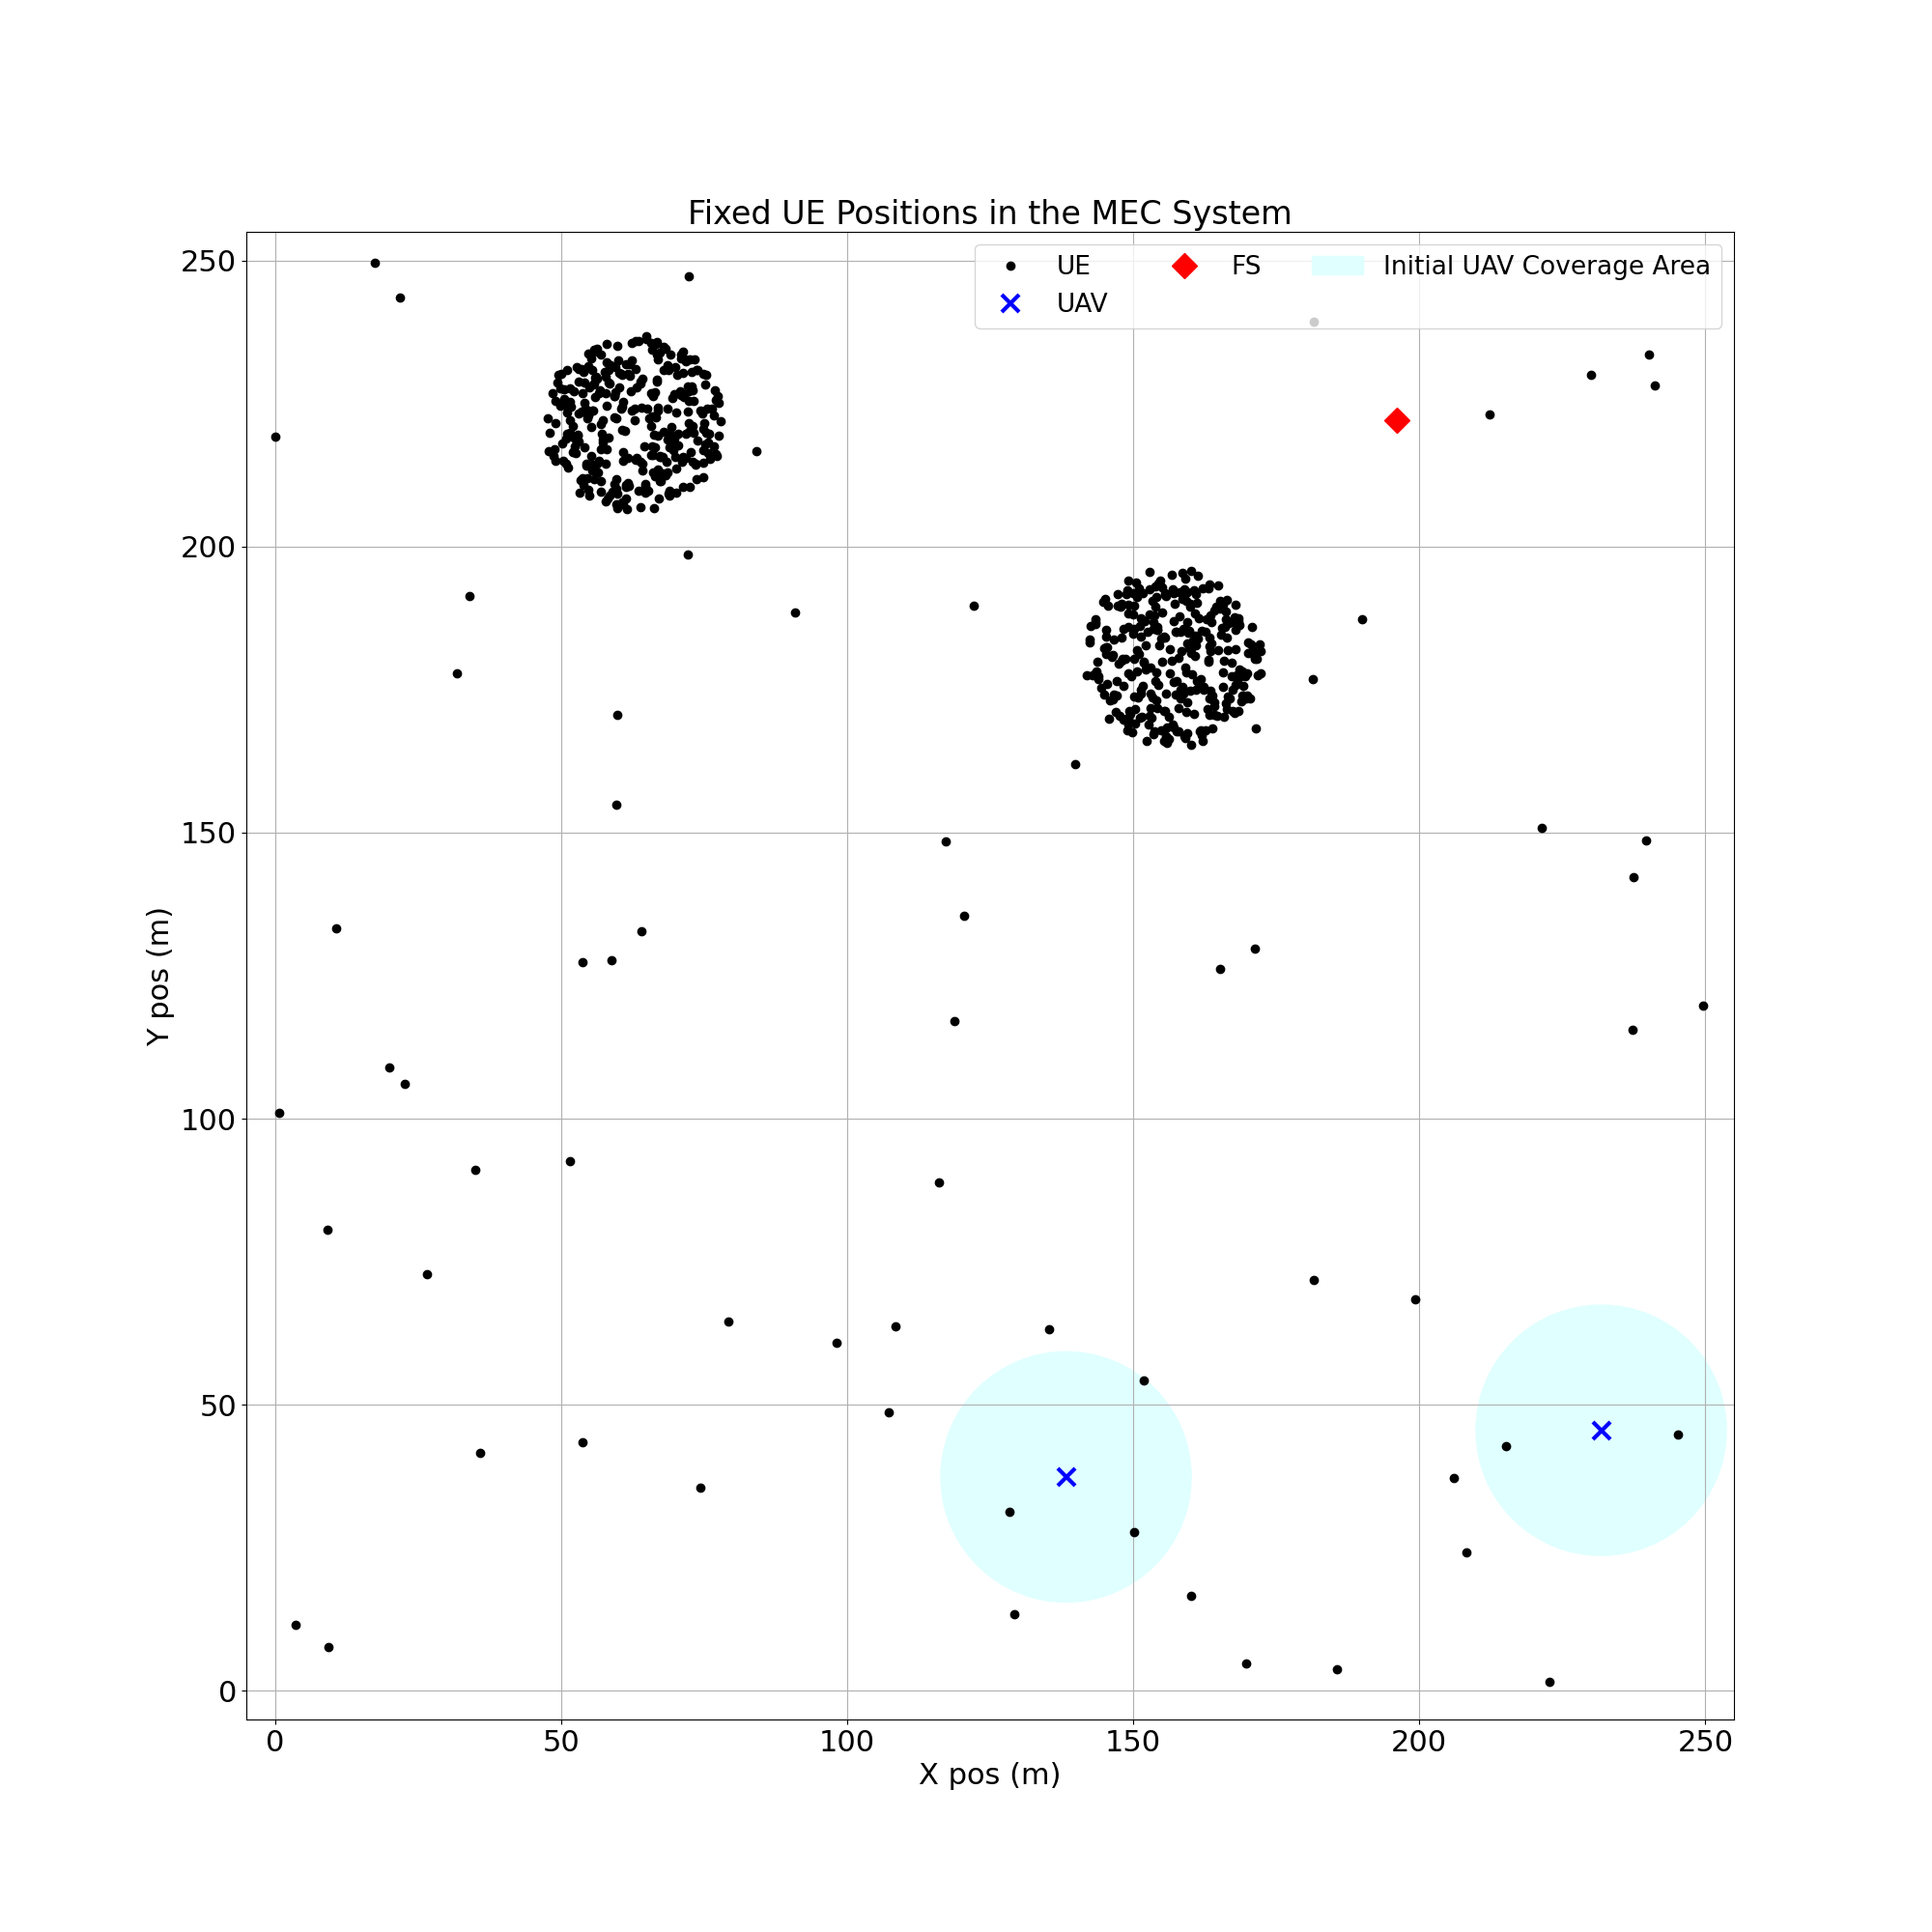 Fixed UE Positions in the MEC System
UE FS Initial UAV Coverage Area
UAV
250
200
150
100
50
0
Y pos (m)
0 50 100 150 200 250
X pos (m)